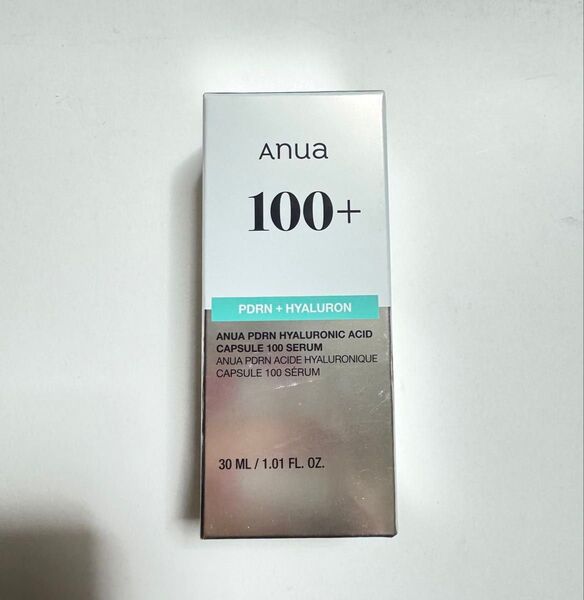 Anua
100+
PDRN + HYALURON
ANUA PDRN HYALURONIC ACID
CAPSULE 100 SERUM
ANUA PDRN ACIDE HYALURONIQUE
CAPSULE 100 SÉRUM
30 ML / 1.01 FL. OZ.